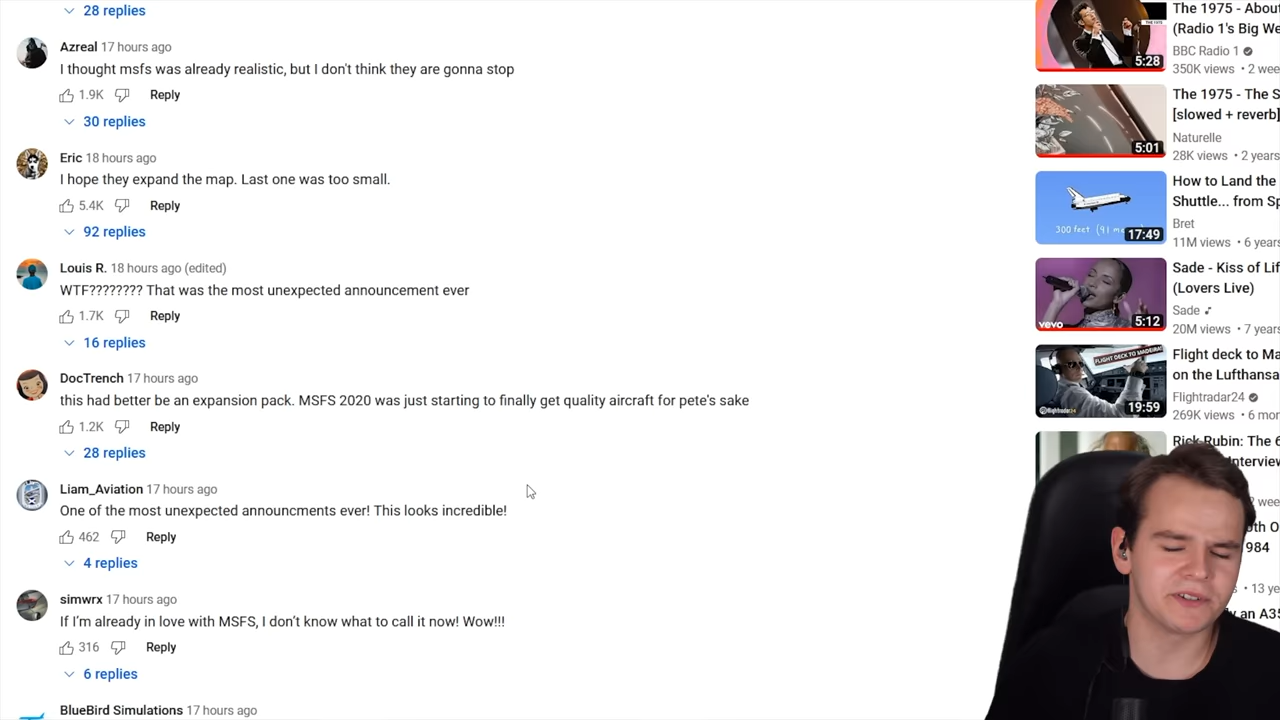 28 replies
Azreal 17 hours ago
I thought msfs was already realistic, but I don't think they are gonna stop
1.9K Reply
30 replies
Eric 18 hours ago
I hope they expand the map. Last one was too small.
5.4K Reply
92 replies
Louis R. 18 hours ago (edited)
WTF???????? That was the most unexpected announcement ever
1.7K Reply
16 replies
DocTrench 17 hours ago
this had better be an expansion pack. MSFS 2020 was just starting to finally get quality aircraft for pete's sake
1.2K Reply
28 replies
Liam_Aviation 17 hours ago
One of the most unexpected announcments ever! This looks incredible!
462 Reply
4 replies
simwrx 17 hours ago
If I'm already in love with MSFS, I don't know what to call it now! Wow!!!
316 Reply
6 replies
BlueBird Simulations 17 hours ago
THE 1975
5:28
The 1975 - About
(Radio 1's Big We
BBC Radio 1
350K views • 2 wee
5:01
The 1975 - The S
[slowed + reverb]
Naturelle
28K views • 2 years
300 feet (91 m
17:49
How to Land the
Shuttle... from Sp
Bret
11M views • 6 years
vevo
5:12
Sade - Kiss of Lif
(Lovers Live)
Sade
20M views • 7 years
FLIGHT DECK TO MADEIRA!
flightradar24
19:59
Flight deck to Ma
on the Lufthansa
Flightradar24
269K views • 6 mon
Rick Rubin: The 6
Interview
wee
oth O
1984
• 13 ye
y an A35